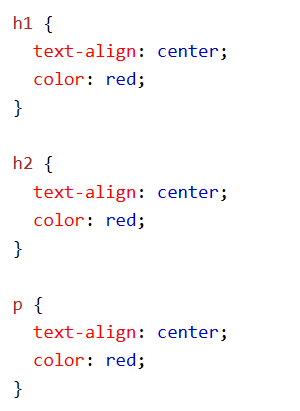 h1 {
  text-align: center;
  color: red;
}

h2 {
  text-align: center;
  color: red;
}

p {
  text-align: center;
  color: red;
}